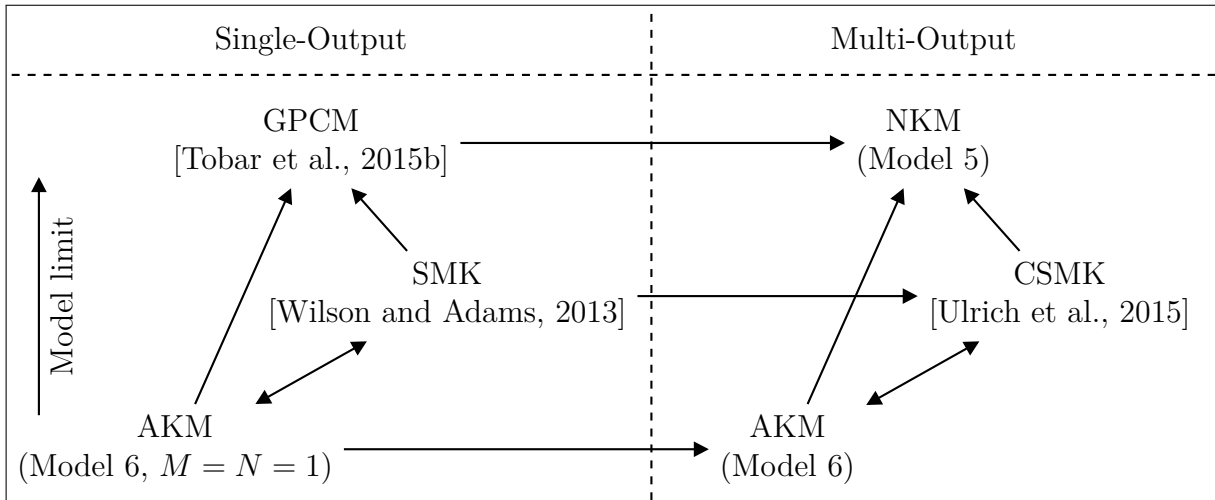 Single-Output
Multi-Output
GPCM
[Tobar et al., 2015b]
NKM
(Model 5)
Model limit
SMK
[Wilson and Adams, 2013]
CSMK
[Ulrich et al., 2015]
AKM
(Model 6, M = N = 1)
AKM
(Model 6)